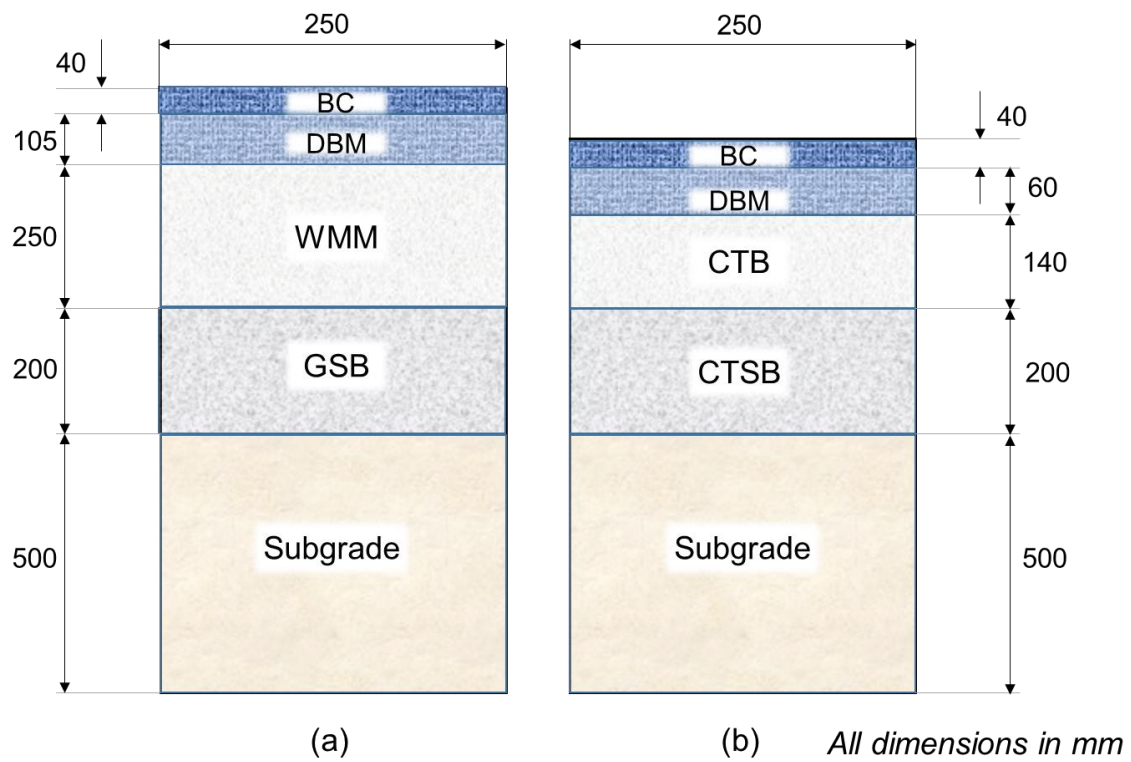 250
250
40
BC
105
DBM
40
BC
60
DBM
250
WMM
CTB
140
200
GSB
CTSB
200
500
Subgrade
Subgrade
500
(a)
(b)
All dimensions in mm